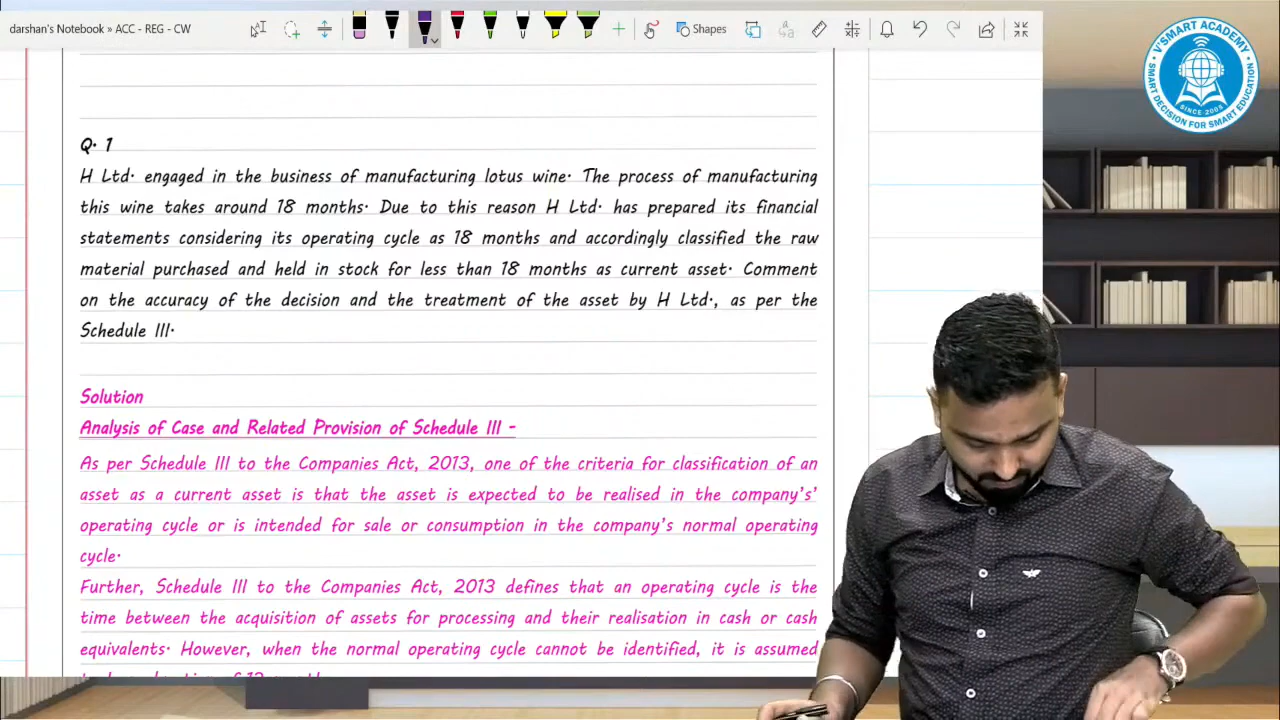 darshan's Notebook » ACC - REG - CW
Shapes
V'SMART ACADEMY
SINCE-2005
SMART DECISION FOR SMART EDUCATION
Q. 1
H Ltd. engaged in the business of manufacturing lotus wine. The process of manufacturing
this wine takes around 18 months. Due to this reason H Ltd. has prepared its financial
statements considering its operating cycle as 18 months and accordingly classified the raw
material purchased and held in stock for less than 18 months as current asset. Comment
on the accuracy of the decision and the treatment of the asset by H Ltd., as per the
Schedule III.
Solution
Analysis of Case and Related Provision of Schedule III -
As per Schedule III to the Companies Act, 2013, one of the criteria for classification of an
asset as a current asset is that the asset is expected to be realised in the company's'
operating cycle or is intended for sale or consumption in the company's normal operating
cycle.
Further, Schedule III to the Companies Act, 2013 defines that an operating cycle is the
time between the acquisition of assets for processing and their realisation in cash or cash
equivalents. However, when the normal operating cycle cannot be identified, it is assumed